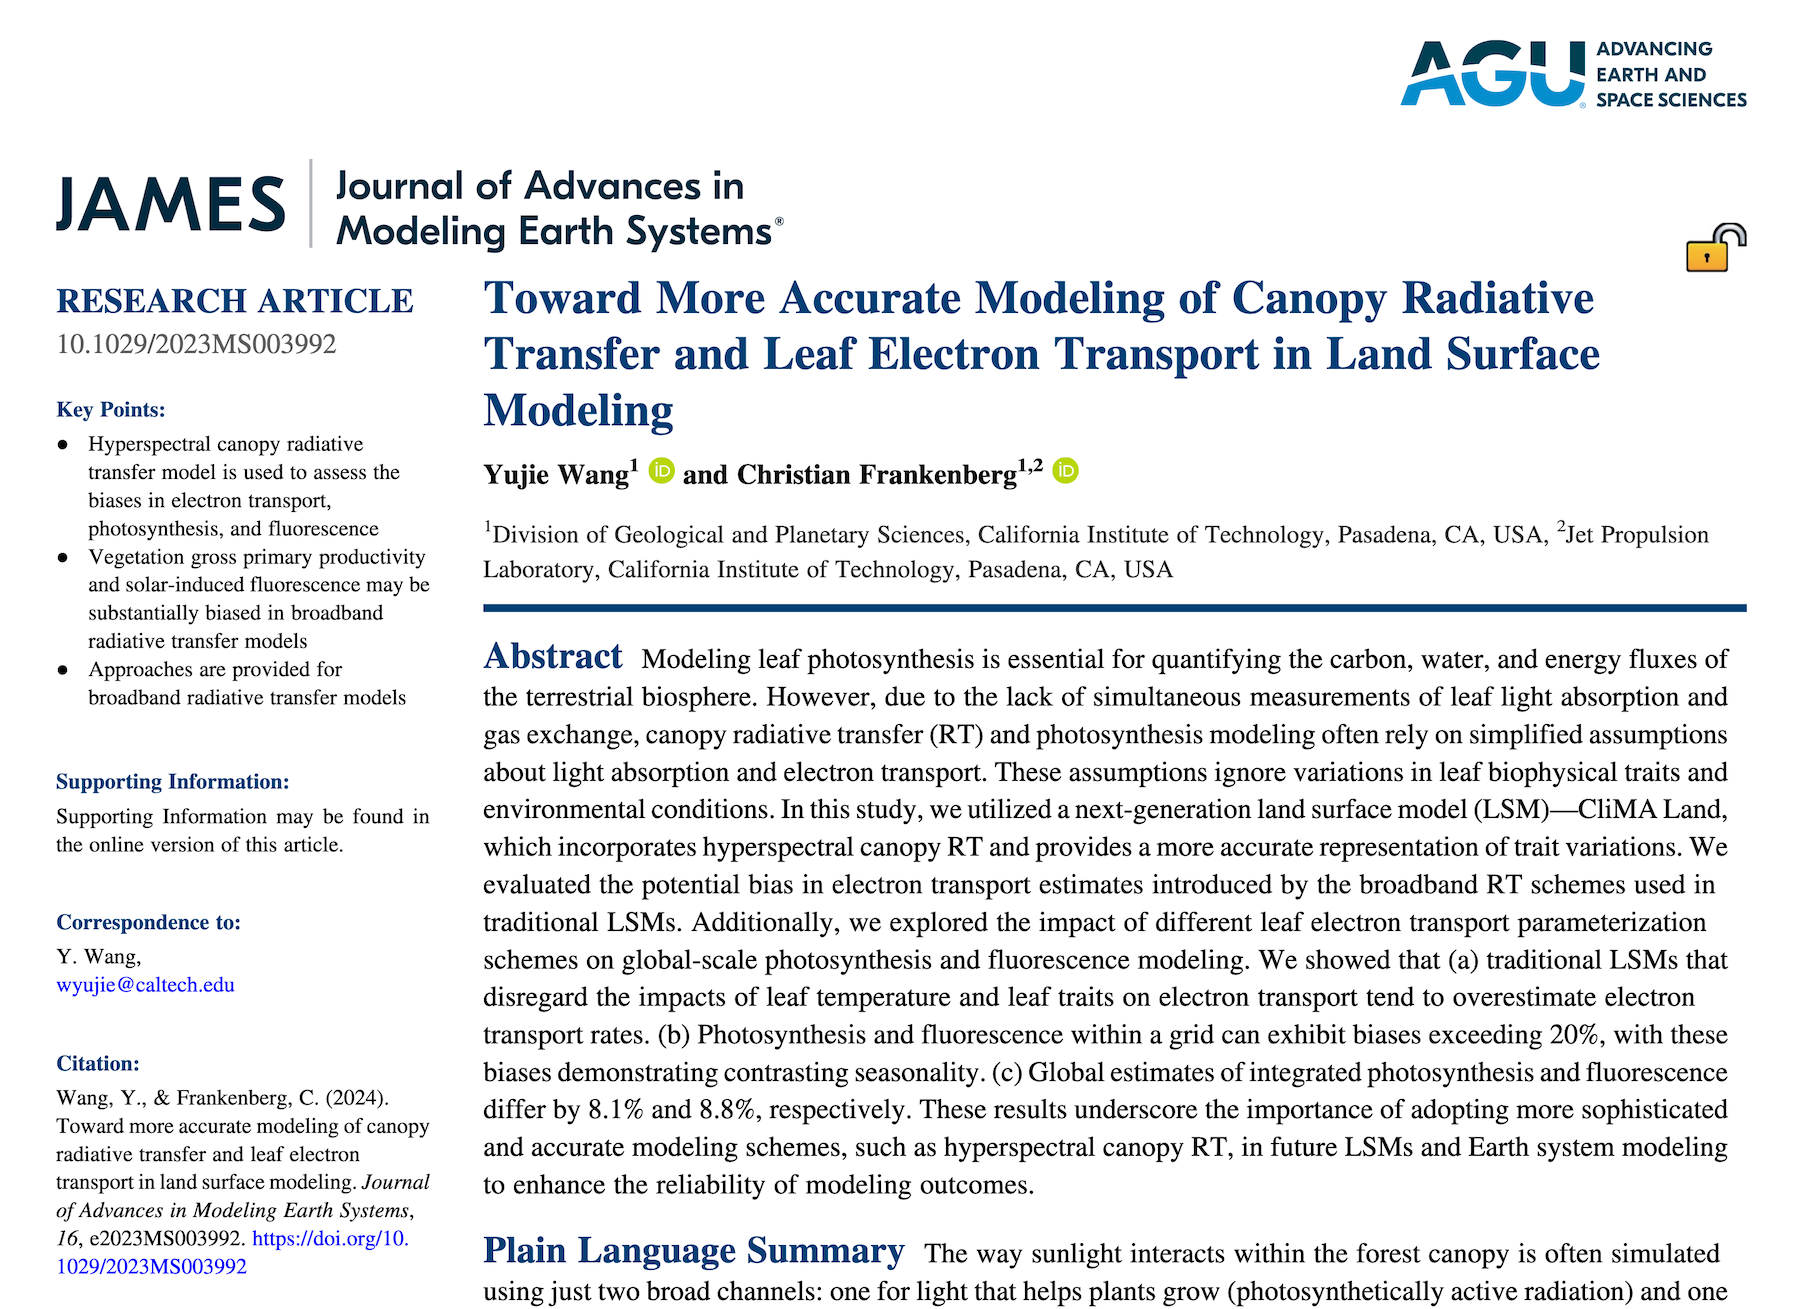 AGU ADVANCING
EARTH AND
SPACE SCIENCES
JAMES
Journal of Advances in
Modeling Earth Systems®
RESEARCH ARTICLE
10.1029/2023MS003992
Key Points:
● Hyperspectral canopy radiative
transfer model is used to assess the
biases in electron transport,
photosynthesis, and fluorescence
● Vegetation gross primary productivity
and solar-induced fluorescence may be
substantially biased in broadband
radiative transfer models
● Approaches are provided for
broadband radiative transfer models
Supporting Information:
Supporting Information may be found in
the online version of this article.
Correspondence to:
Y. Wang,
wyujie@caltech.edu
Citation:
Wang, Y., & Frankenberg, C. (2024).
Toward more accurate modeling of canopy
radiative transfer and leaf electron
transport in land surface modeling. Journal
of Advances in Modeling Earth Systems,
16, e2023MS003992. https://doi.org/10.
1029/2023MS003992
Toward More Accurate Modeling of Canopy Radiative
Transfer and Leaf Electron Transport in Land Surface
Modeling
Yujie Wang1 iD and Christian Frankenberg1,2 iD
1Division of Geological and Planetary Sciences, California Institute of Technology, Pasadena, CA, USA, 2Jet Propulsion
Laboratory, California Institute of Technology, Pasadena, CA, USA
Abstract Modeling leaf photosynthesis is essential for quantifying the carbon, water, and energy fluxes of
the terrestrial biosphere. However, due to the lack of simultaneous measurements of leaf light absorption and
gas exchange, canopy radiative transfer (RT) and photosynthesis modeling often rely on simplified assumptions
about light absorption and electron transport. These assumptions ignore variations in leaf biophysical traits and
environmental conditions. In this study, we utilized a next-generation land surface model (LSM)—CliMA Land,
which incorporates hyperspectral canopy RT and provides a more accurate representation of trait variations. We
evaluated the potential bias in electron transport estimates introduced by the broadband RT schemes used in
traditional LSMs. Additionally, we explored the impact of different leaf electron transport parameterization
schemes on global-scale photosynthesis and fluorescence modeling. We showed that (a) traditional LSMs that
disregard the impacts of leaf temperature and leaf traits on electron transport tend to overestimate electron
transport rates. (b) Photosynthesis and fluorescence within a grid can exhibit biases exceeding 20%, with these
biases demonstrating contrasting seasonality. (c) Global estimates of integrated photosynthesis and fluorescence
differ by 8.1% and 8.8%, respectively. These results underscore the importance of adopting more sophisticated
and accurate modeling schemes, such as hyperspectral canopy RT, in future LSMs and Earth system modeling
to enhance the reliability of modeling outcomes.
Plain Language Summary The way sunlight interacts within the forest canopy is often simulated
using just two broad channels: one for light that helps plants grow (photosynthetically active radiation) and one